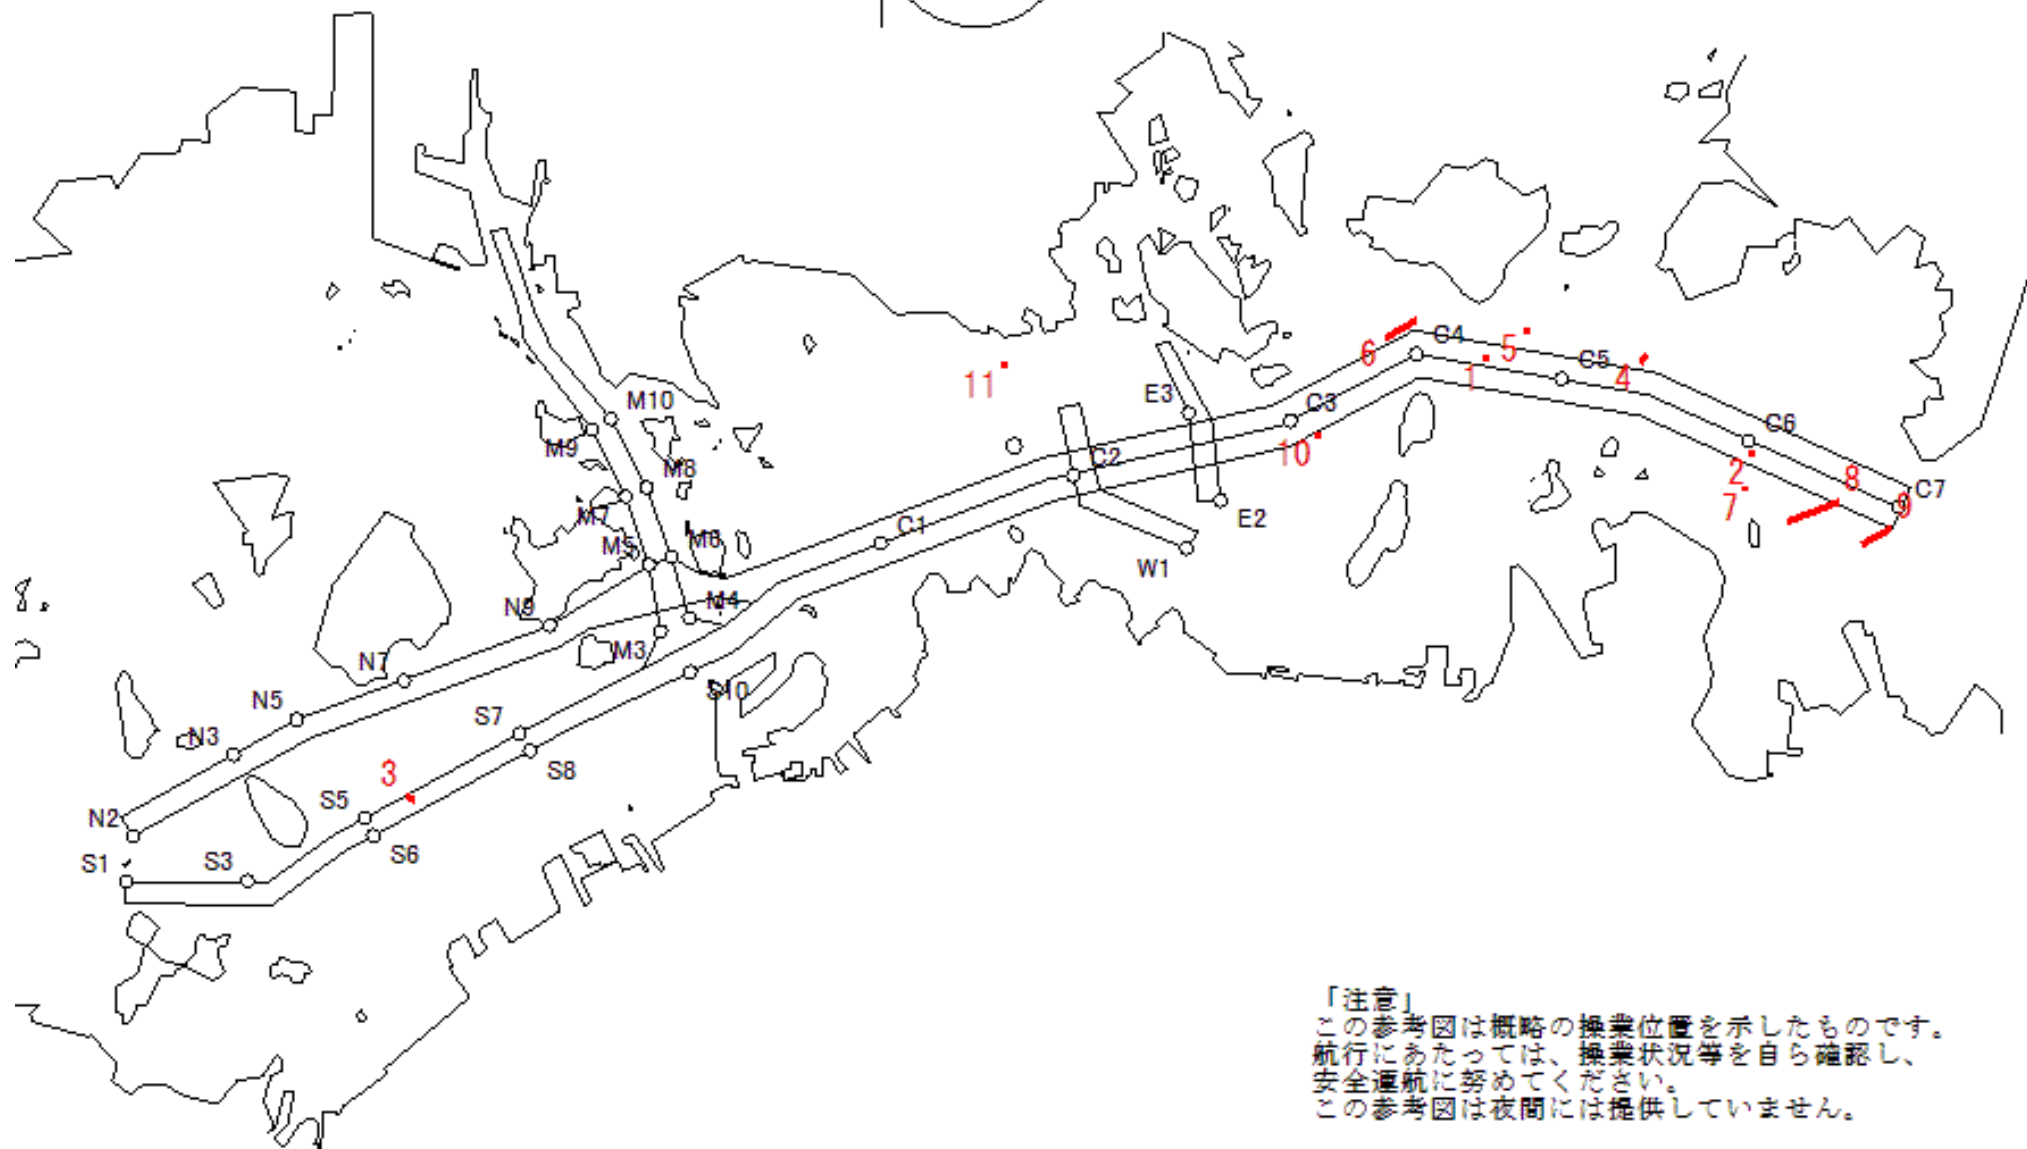 C4
5
6
C5
1
4
11
M10
E3
C3
C6
M9
10
C2
M8
2
8
C7
7
9
M7
E2
C1
M5
M6
W1
N9
M4
M3
N7
S10
N5
S7
N3
S8
3
S5
N2
S6
S1
S3
「注意」
この参考図は概略の操業位置を示したものです。
航行にあたっては、操業状況等を自ら確認し、
安全運航に努めてください。
この参考図は夜間には提供していません。